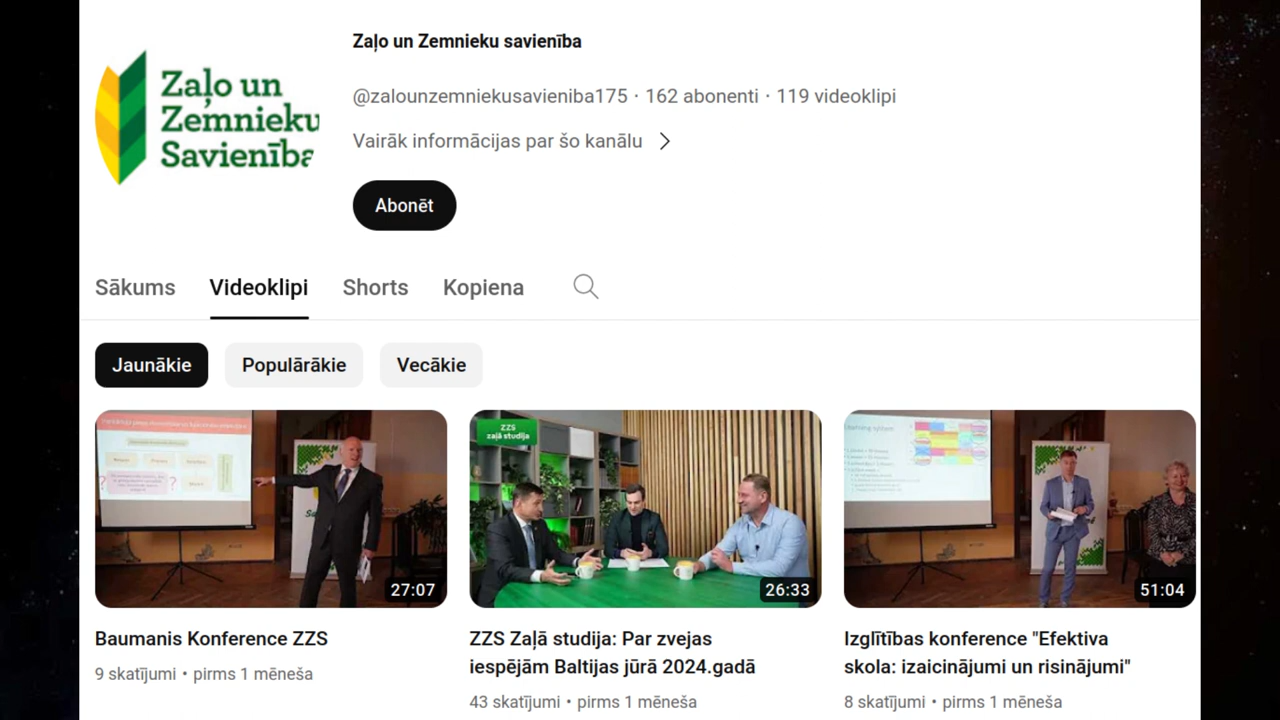 Zaļo un
Zemnieku
Savienība
Zaļo un Zemnieku savienība
@zalounzemniekusavieniba175 · 162 abonenti · 119 videoklipi
Vairāk informācijas par šo kanālu
Abonēt
Sākums Videoklipi Shorts Kopiena
Jaunākie Populārākie Vecākie
27:07
ZZS
zaļā studija
26:33
51:04
Baumanis Konference ZZS
9 skatījumi • pirms 1 mēneša
ZZS Zaļā studija: Par zvejas
iespējām Baltijas jūrā 2024.gadā
43 skatījumi • pirms 1 mēneša
Izglītības konference "Efektiva
skola: izaicinājumi un risinājumi"
8 skatījumi • pirms 1 mēneša